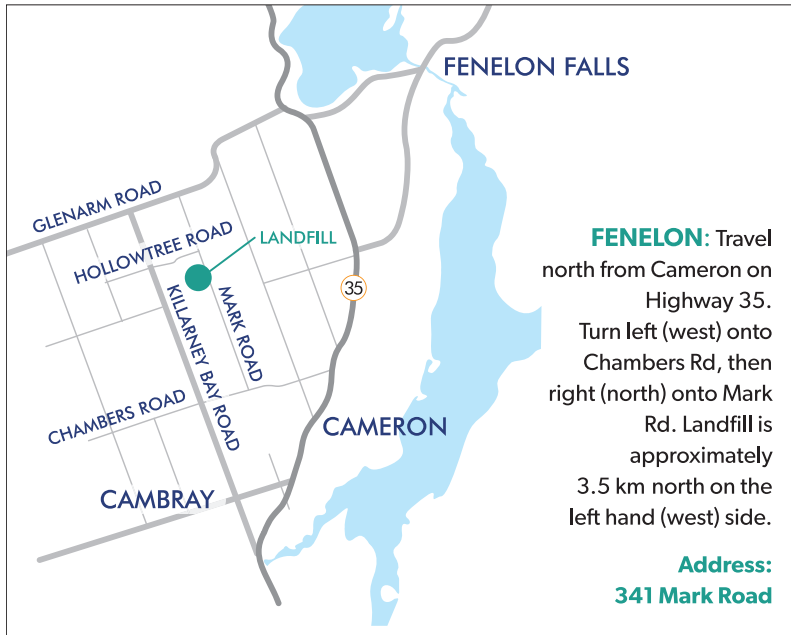 FENELON FALLS
GLENARM ROAD
HOLLOWTREE ROAD
LANDFILL
35
MARK ROAD
KILLARNEY BAY ROAD
CHAMBERS ROAD
CAMERON
CAMBRAY
FENELON: Travel
north from Cameron on
Highway 35.
Turn left (west) onto
Chambers Rd, then
right (north) onto Mark
Rd. Landfill is
approximately
3.5 km north on the
left hand (west) side.
Address:
341 Mark Road